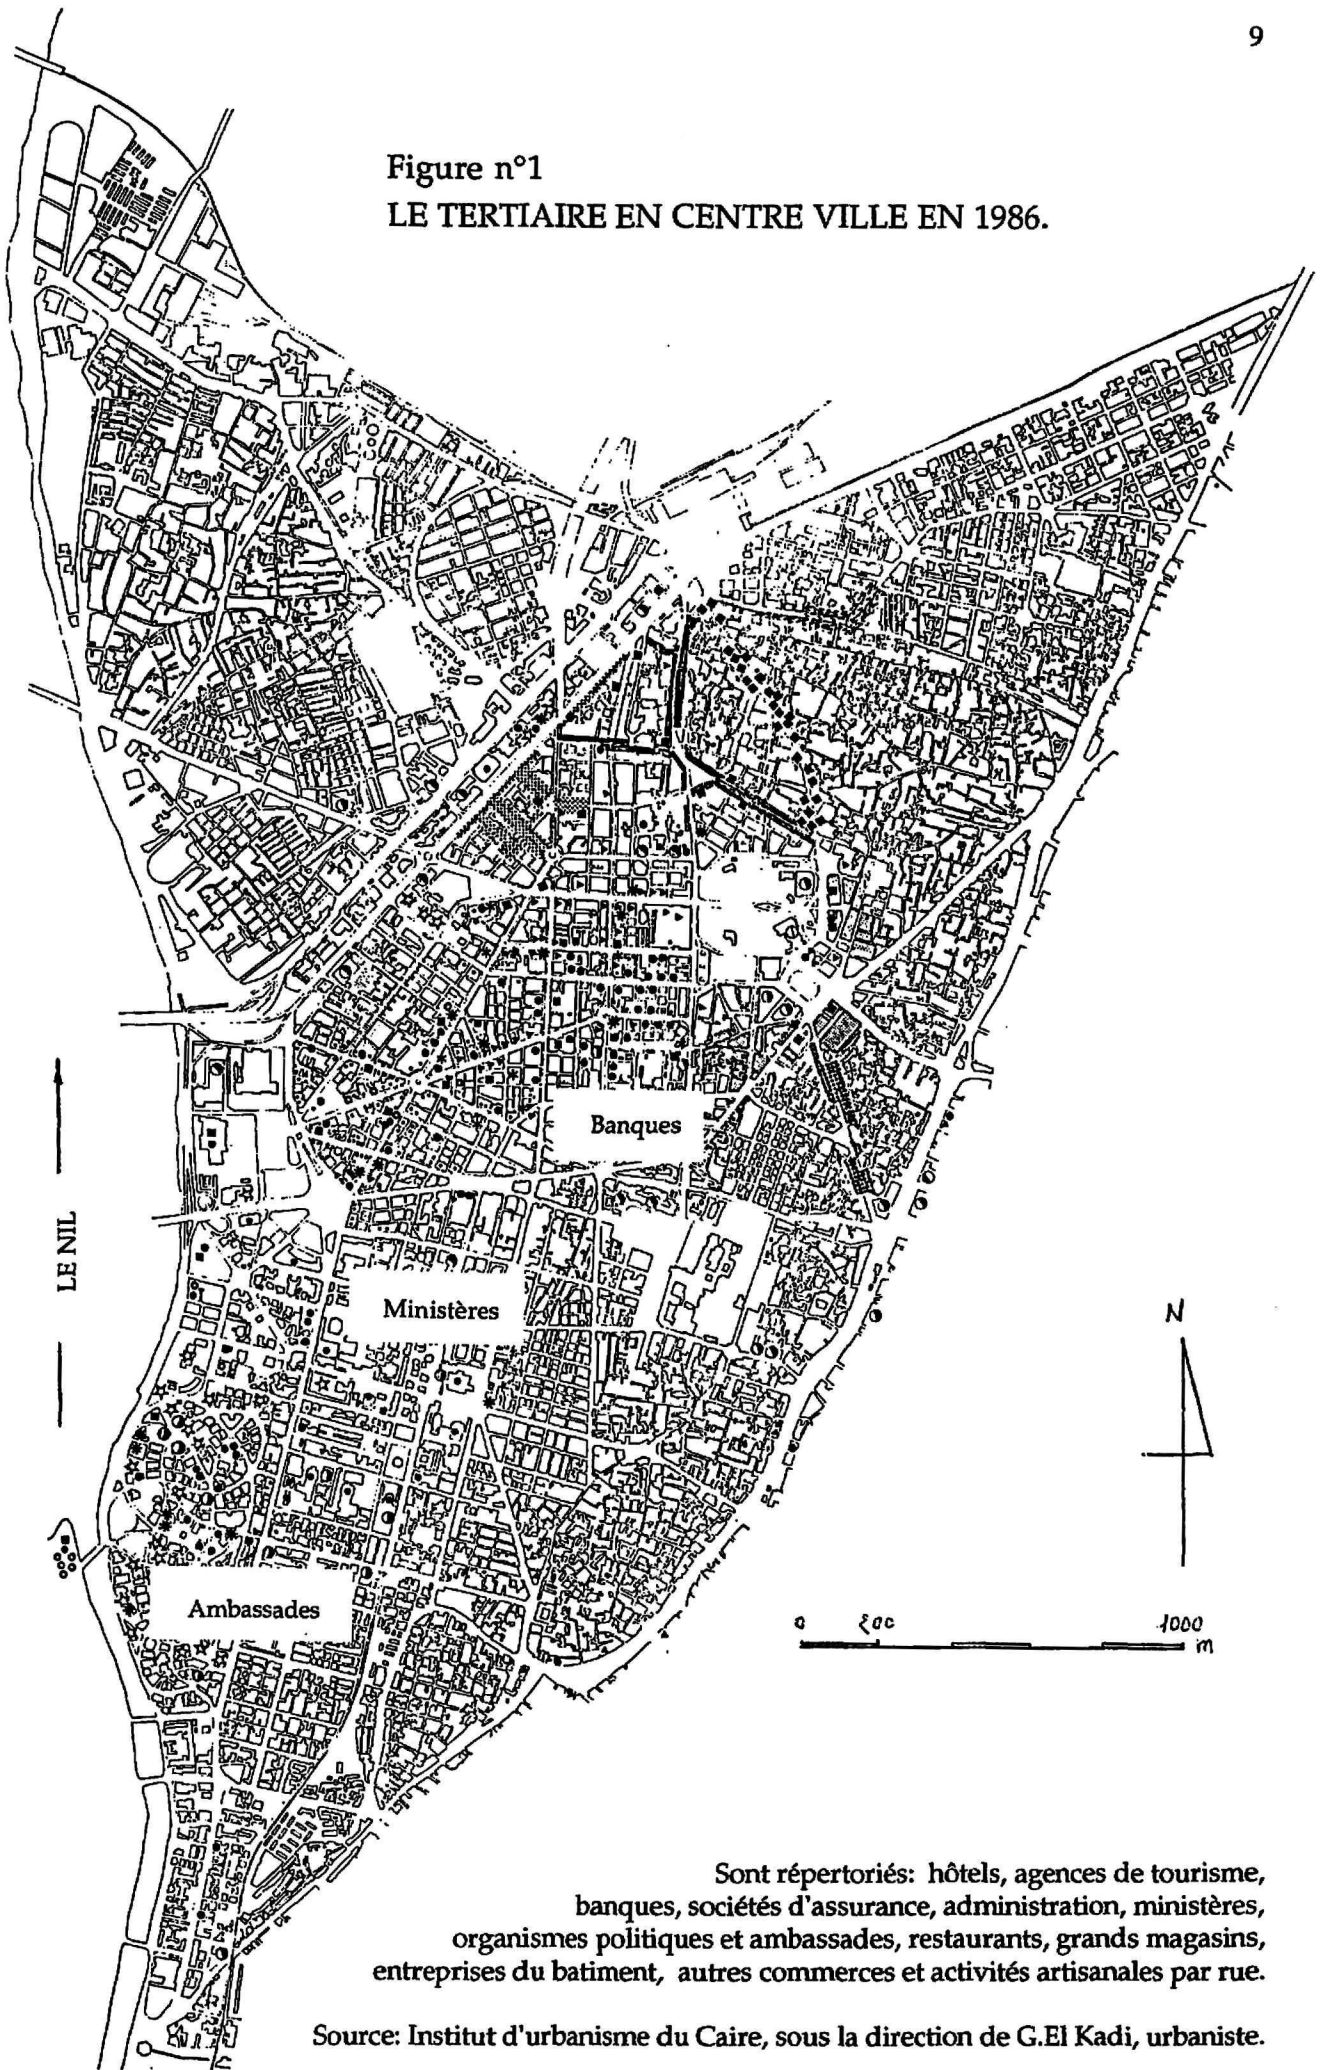 9
Figure n°1
LE TERTIAIRE EN CENTRE VILLE EN 1986.
Banques
LE NIL
Ministères
N
Ambassades
0 200 1000
m
Sont répertoriés: hôtels, agences de tourisme,
banques, sociétés d'assurance, administration, ministères,
organismes politiques et ambassades, restaurants, grands magasins,
entreprises du batiment, autres commerces et activités artisanales par rue.
Source: Institut d'urbanisme du Caire, sous la direction de G.El Kadi, urbaniste.